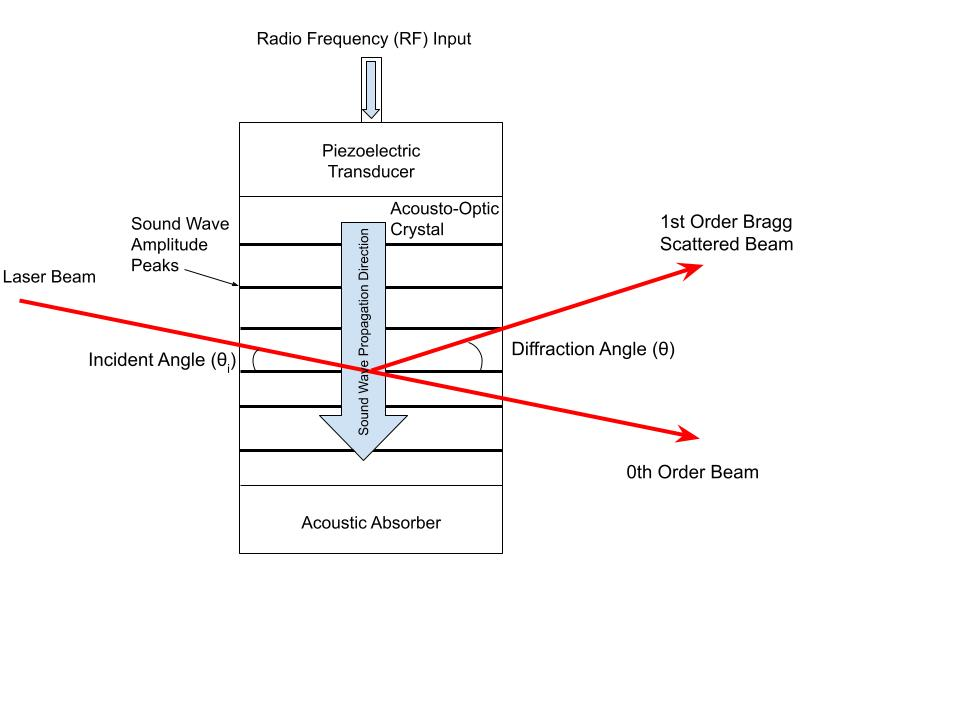 Radio Frequency (RF) Input
Piezoelectric
Transducer
Acousto-Optic
Crystal
Sound Wave
Amplitude
Peaks
Sound Wave Propagation Direction
1st Order Bragg
Scattered Beam
Laser Beam
Incident Angle (θi)
Diffraction Angle (θ)
0th Order Beam
Acoustic Absorber